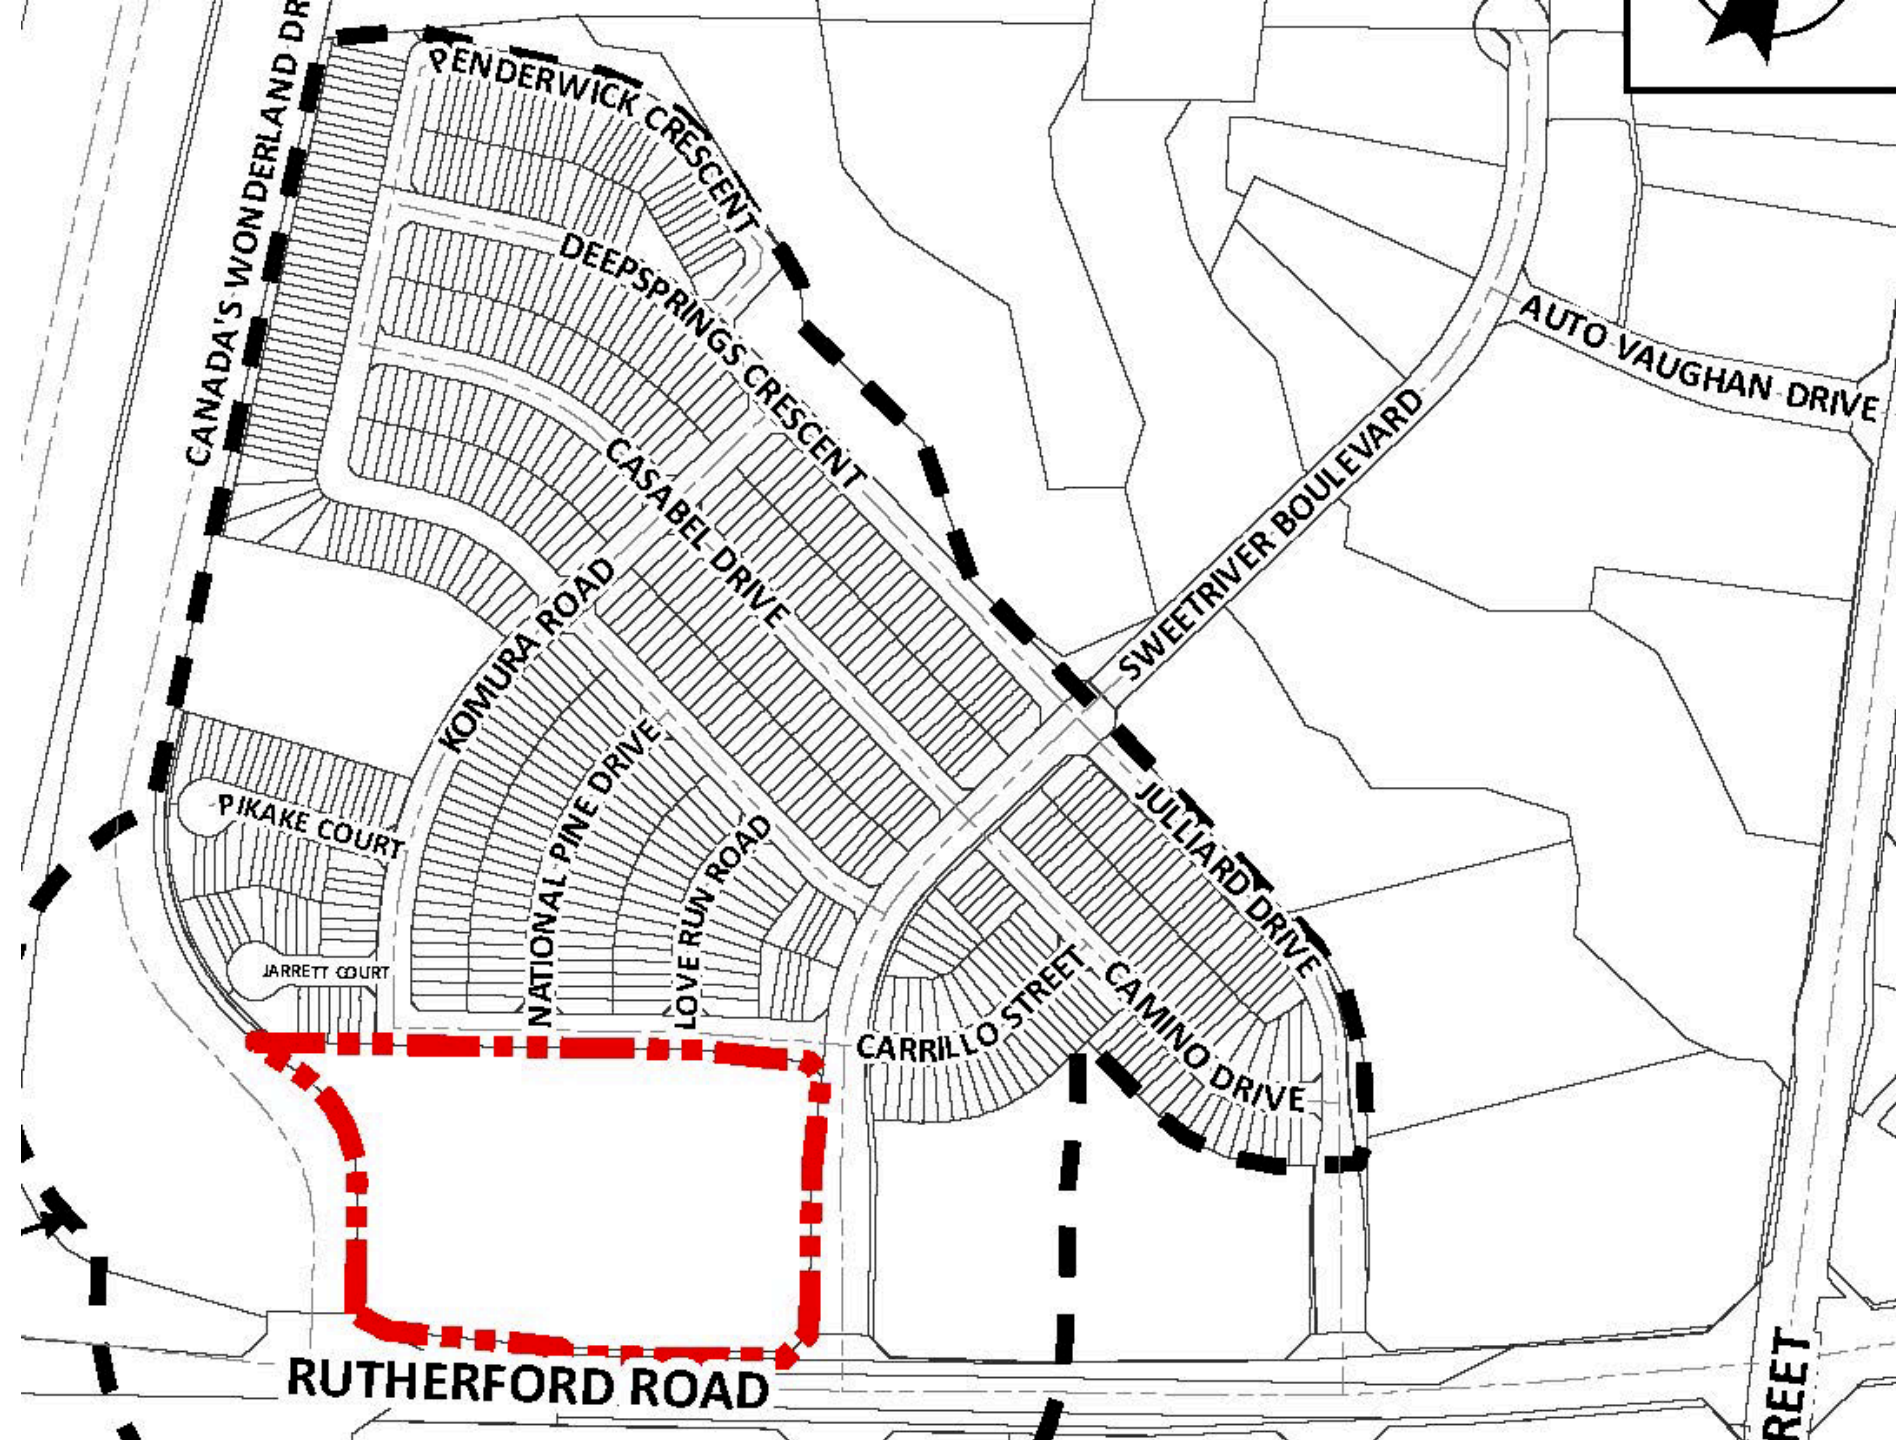 CANADA'S WONDERLAND DR
PENDERWICK CRESCENT
DEEPSPRINGS CRESCENT
AUTO VAUGHAN DRIVE
CASABEL DRIVE
SWEETRIVER BOULEVARD
KOMURA ROAD
NATIONAL PINE DRIVE
LOVE RUN ROAD
PIKAKE COURT
JULLIARD DRIVE
JARRETT COURT
CARRILLO STREET
CAMINO DRIVE
RUTHERFORD ROAD
REET